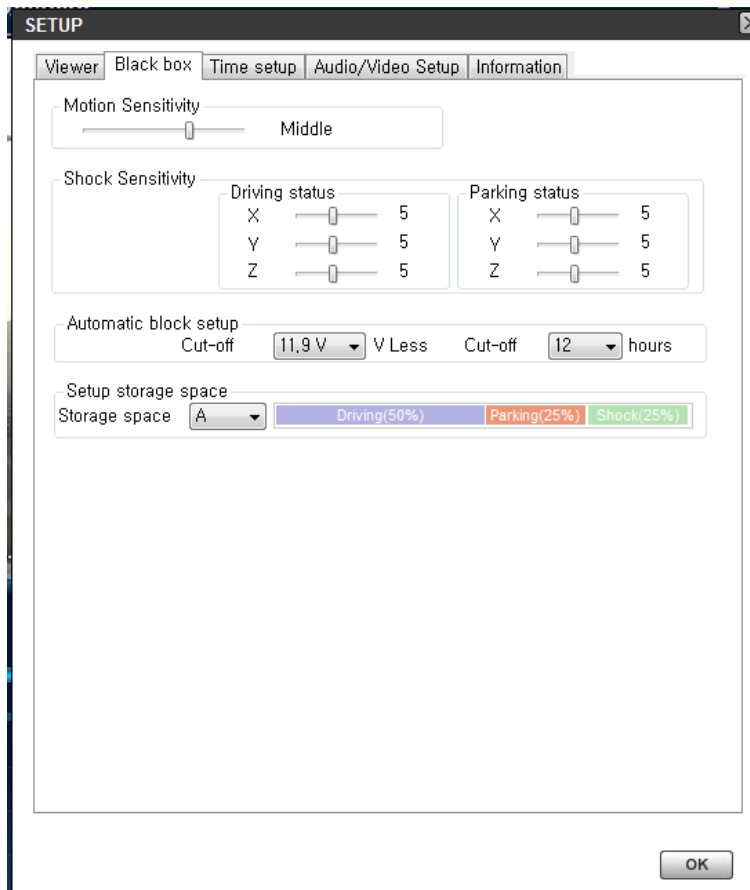 SETUP
Viewer Black box Time setup Audio/Video Setup Information
Motion Sensitivity
Middle
Shock Sensitivity
Driving status Parking status
X 5 X 5
Y 5 Y 5
Z 5 Z 5
Automatic block setup
Cut-off 11,9 V V Less Cut-off 12 hours
Setup storage space
Storage space A Driving(50%) Parking(25%) Shock(25%)
OK